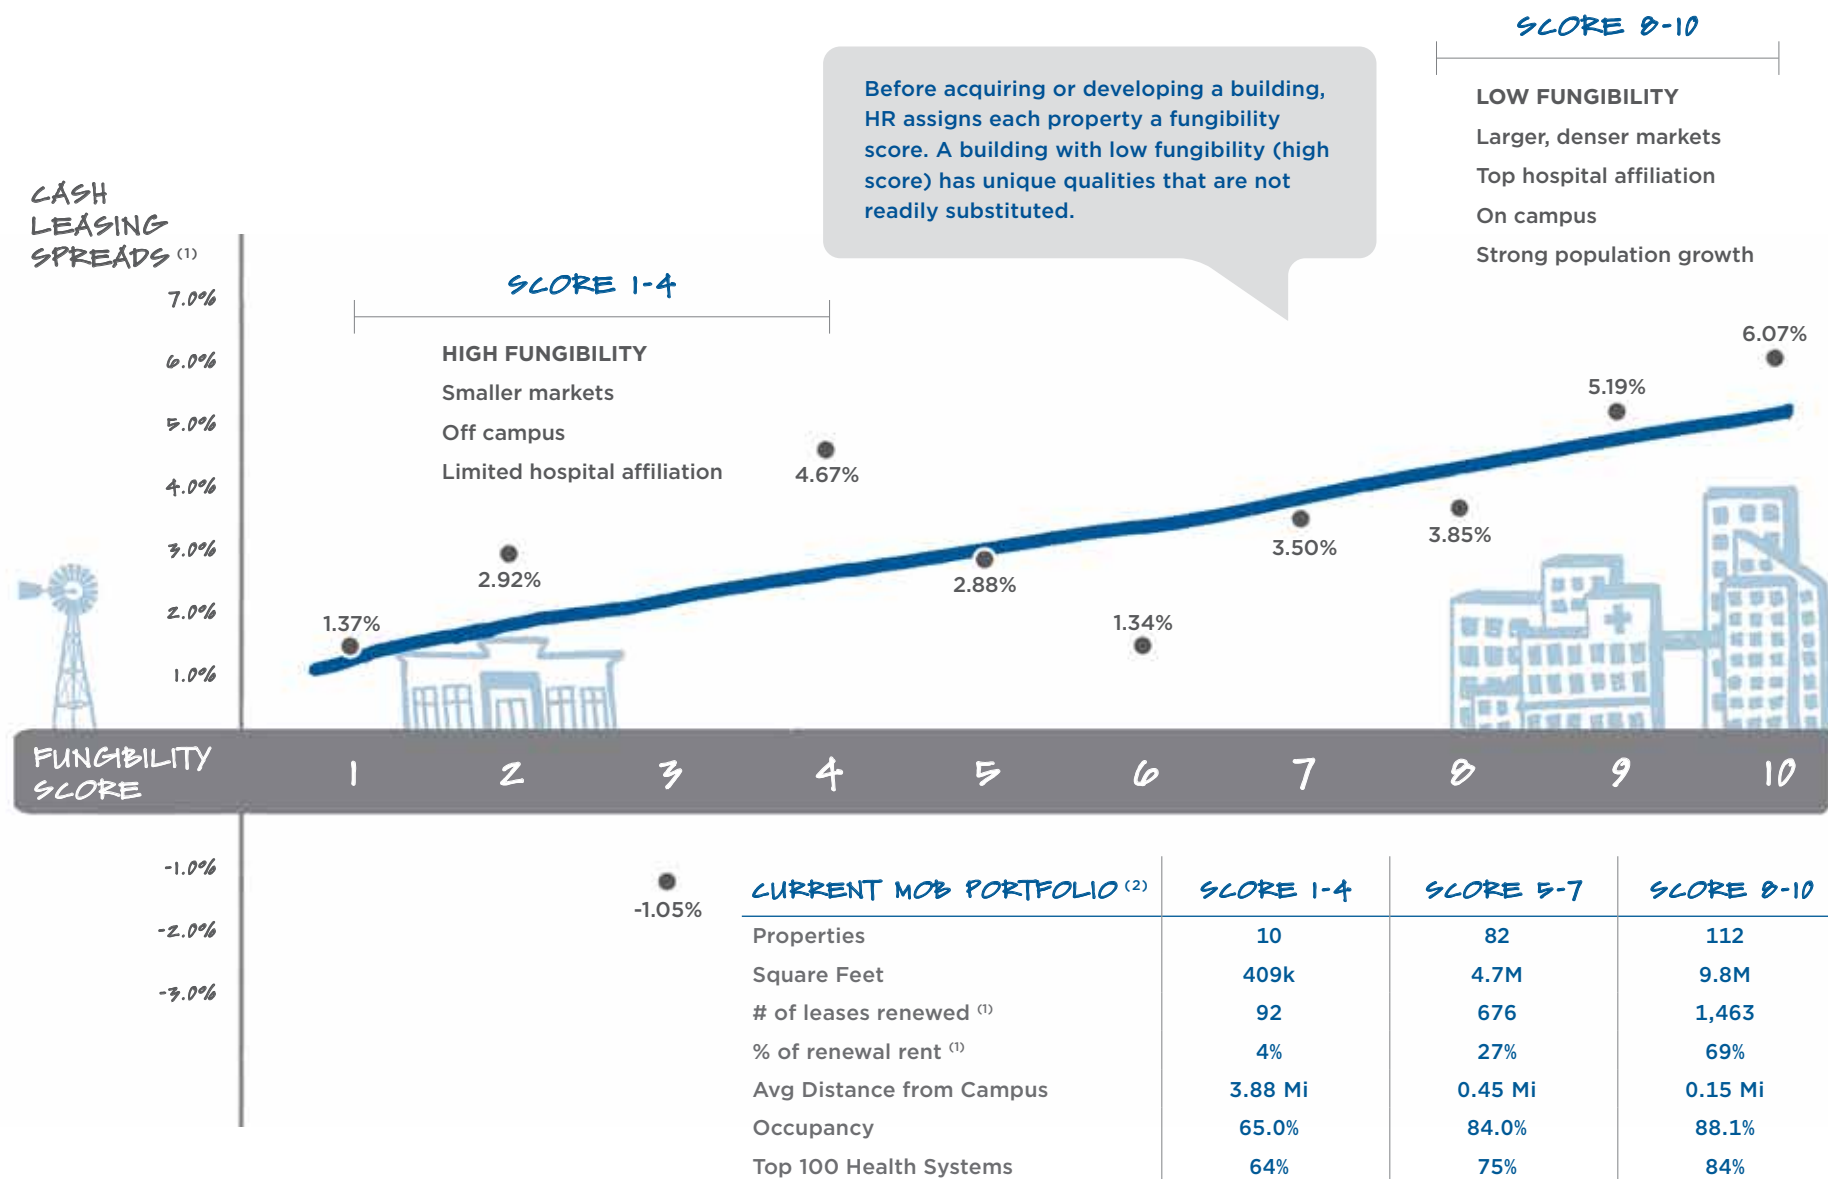 SCORE 8-10
LOW FUNGIBILITY
Larger, denser markets
Top hospital affiliation
On campus
Strong population growth
Before acquiring or developing a building,
HR assigns each property a fungibility
score. A building with low fungibility (high
score) has unique qualities that are not
readily substituted.
CASH
LEASING
SPREADS (1)
SCORE 1-4
HIGH FUNGIBILITY
Smaller markets
Off campus
Limited hospital affiliation
7.0%
6.0%
5.0%
4.0%
3.0%
2.0%
1.0%
1.37%
2.92%
4.67%
2.88%
1.34%
3.50%
3.85%
5.19%
6.07%
FUNGIBILITY
SCORE
1 2 3 4 5 6 7 8 9 10
-1.0%
-2.0%
-3.0%
-1.05%
CURRENT MOB PORTFOLIO (2) SCORE 1-4 SCORE 5-7 SCORE 8-10
Properties 10 82 112
Square Feet 409k 4.7M 9.8M
# of leases renewed (1) 92 676 1,463
% of renewal rent (1) 4% 27% 69%
Avg Distance from Campus 3.88 Mi 0.45 Mi 0.15 Mi
Occupancy 65.0% 84.0% 88.1%
Top 100 Health Systems 64% 75% 84%